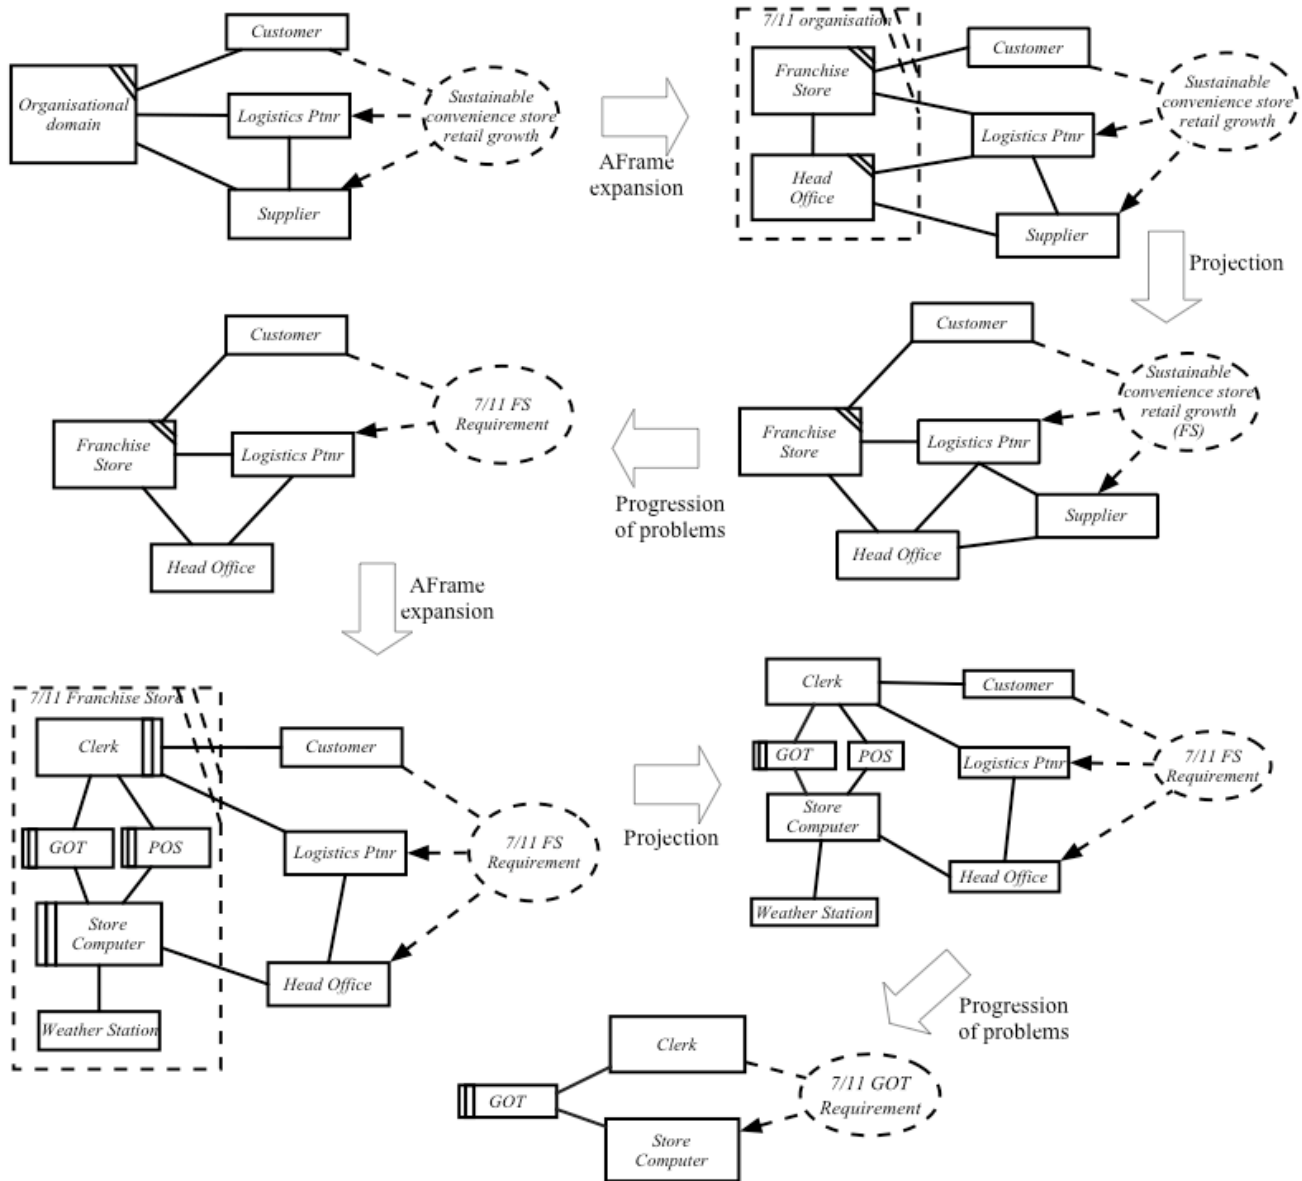 Customer
Organisational
domain
Logistics Ptnr
Sustainable
convenience store
retail growth
Supplier
AFrame
expansion
7/11 organisation
Franchise
Store
Customer
Sustainable
convenience store
retail growth
Logistics Ptnr
Head
Office
Supplier
Projection
Customer
Franchise
Store
Logistics Ptnr
Sustainable
convenience store
retail growth
(FS)
Supplier
Head Office
Progression
of problems
Customer
7/11 FS
Requirement
Franchise
Store
Logistics Ptnr
Head Office
AFrame
expansion
7/11 Franchise Store
Clerk
Customer
GOT
POS
Logistics Ptnr
7/11 FS
Requirement
Store
Computer
Head Office
Weather Station
Projection
Clerk
Customer
GOT
POS
Logistics Ptnr
7/11 FS
Requirement
Store
Computer
Head Office
Weather Station
Progression
of problems
Clerk
GOT
7/11 GOT
Requirement
Store
Computer